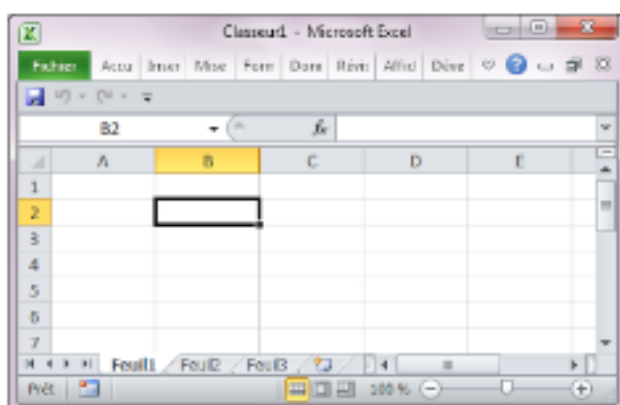 Classeur1 - Microsoft Excel
Fichier Accu Inser Mise Form Donn Révis Affic Déve
B2 fx
A B C D E
1
2
3
4
5
6
7
Feuil1 Feuil2 Feuil3
Prêt 100 %